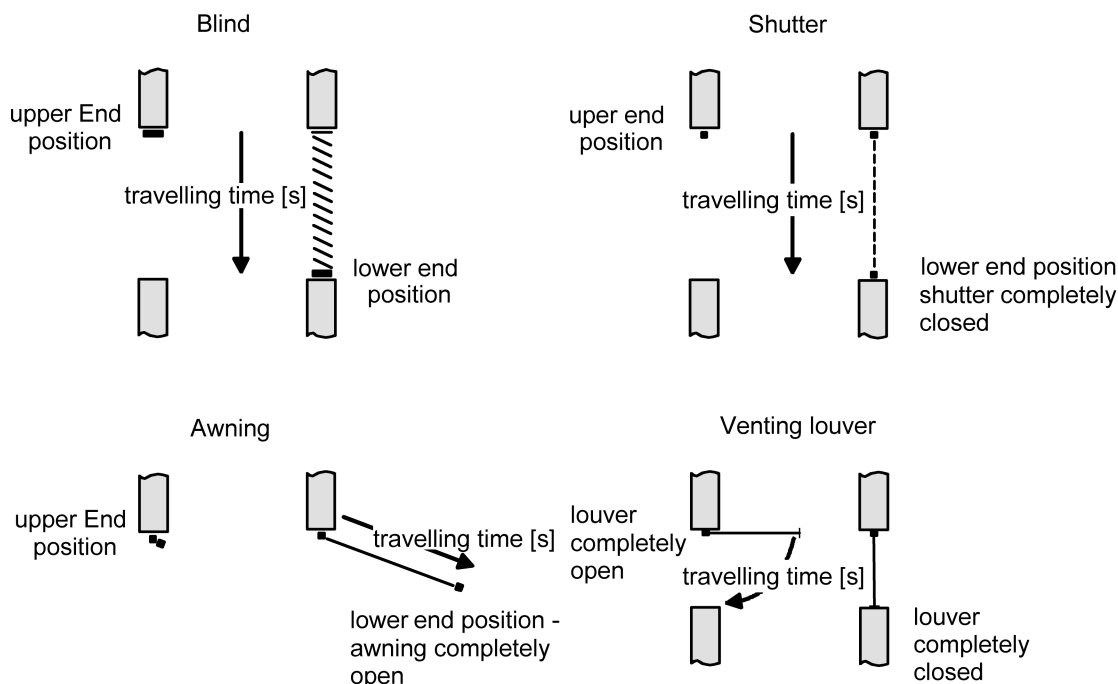 Blind
upper End
position
travelling time [s]
lower end
position
Shutter
uper end
position
travelling time [s]
lower end position
shutter completely
closed
Awning
upper End
position
travelling time [s]
lower end position -
awning completely
open
Venting louver
louver
completely
open
travelling time [s]
louver
completely
closed